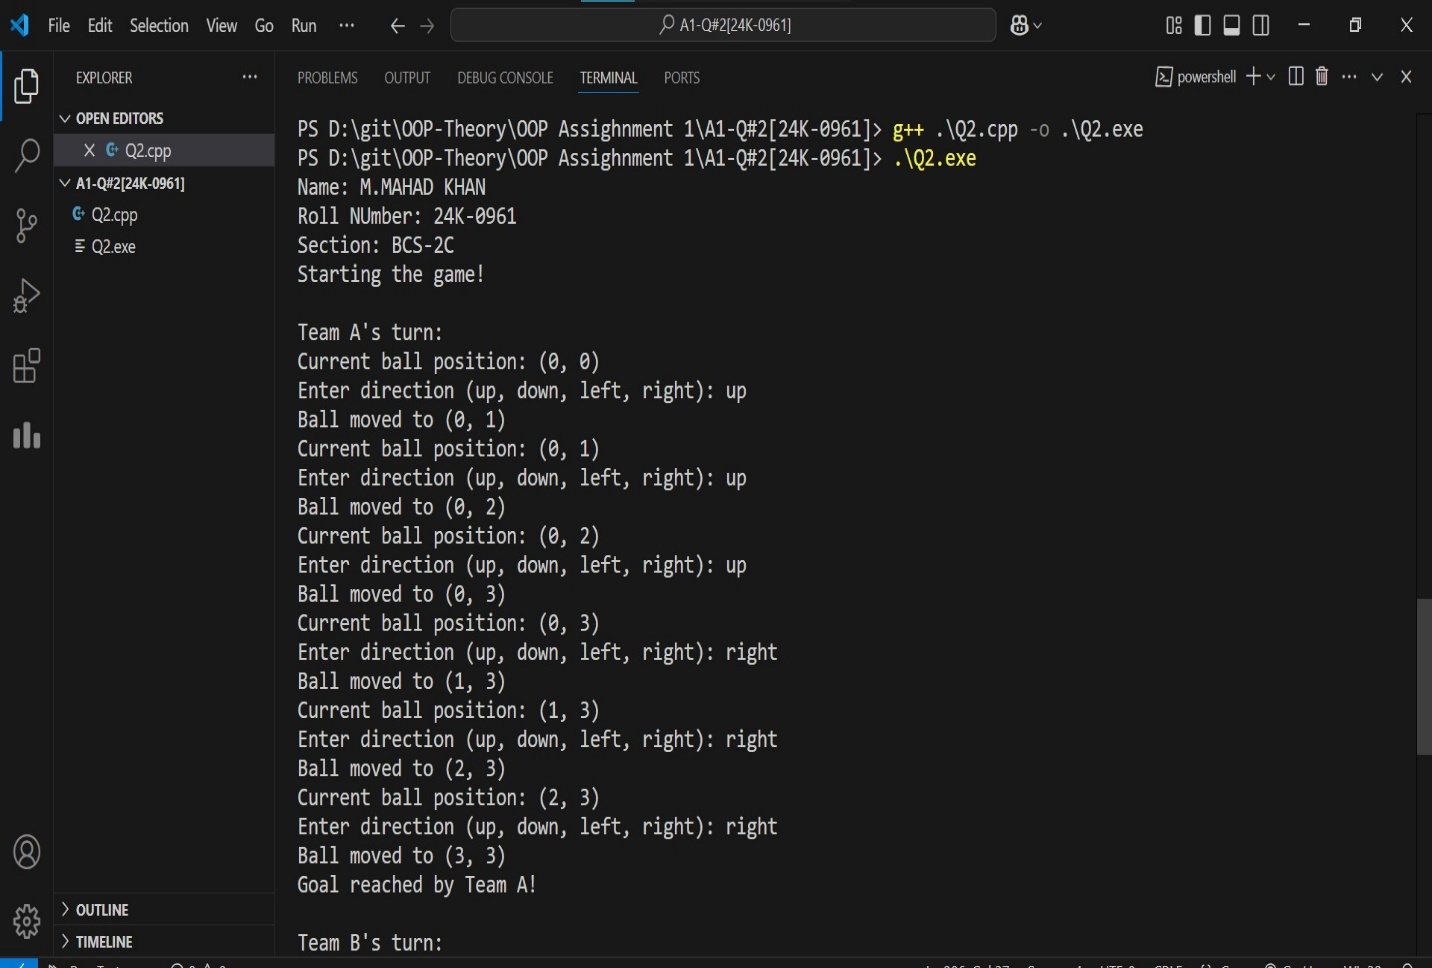 File Edit Selection View Go Run ··· A1-Q#2[24K-0961]
EXPLORER ···
PROBLEMS OUTPUT DEBUG CONSOLE TERMINAL PORTS
powershell
OPEN EDITORS
Q2.cpp
A1-Q#2[24K-0961]
Q2.cpp
Q2.exe
PS D:\git\OOP-Theory\OOP Assighnment 1\A1-Q#2[24K-0961]> g++ .\Q2.cpp -o .\Q2.exe
PS D:\git\OOP-Theory\OOP Assighnment 1\A1-Q#2[24K-0961]> .\Q2.exe
Name: M.MAHAD KHAN
Roll NUmber: 24K-0961
Section: BCS-2C
Starting the game!
Team A's turn:
Current ball position: (0, 0)
Enter direction (up, down, left, right): up
Ball moved to (0, 1)
Current ball position: (0, 1)
Enter direction (up, down, left, right): up
Ball moved to (0, 2)
Current ball position: (0, 2)
Enter direction (up, down, left, right): up
Ball moved to (0, 3)
Current ball position: (0, 3)
Enter direction (up, down, left, right): right
Ball moved to (1, 3)
Current ball position: (1, 3)
Enter direction (up, down, left, right): right
Ball moved to (2, 3)
Current ball position: (2, 3)
Enter direction (up, down, left, right): right
Ball moved to (3, 3)
Goal reached by Team A!
Team B's turn:
OUTLINE
TIMELINE